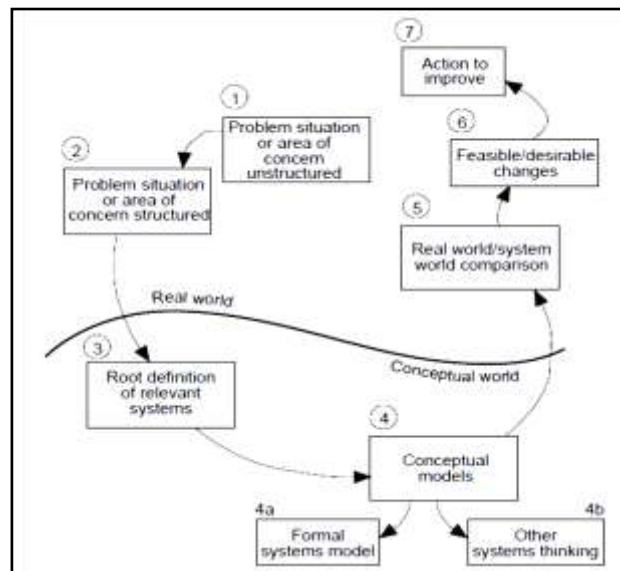 1
Problem situation
or area of
concern
unstructured
2
Problem situation
or area of
concern structured
Real world
3
Root definition
of relevant
systems
Conceptual world
4
Conceptual
models
4a
Formal
systems model
4b
Other
systems thinking
5
Real world/system
world comparison
6
Feasible/desirable
changes
7
Action to
improve